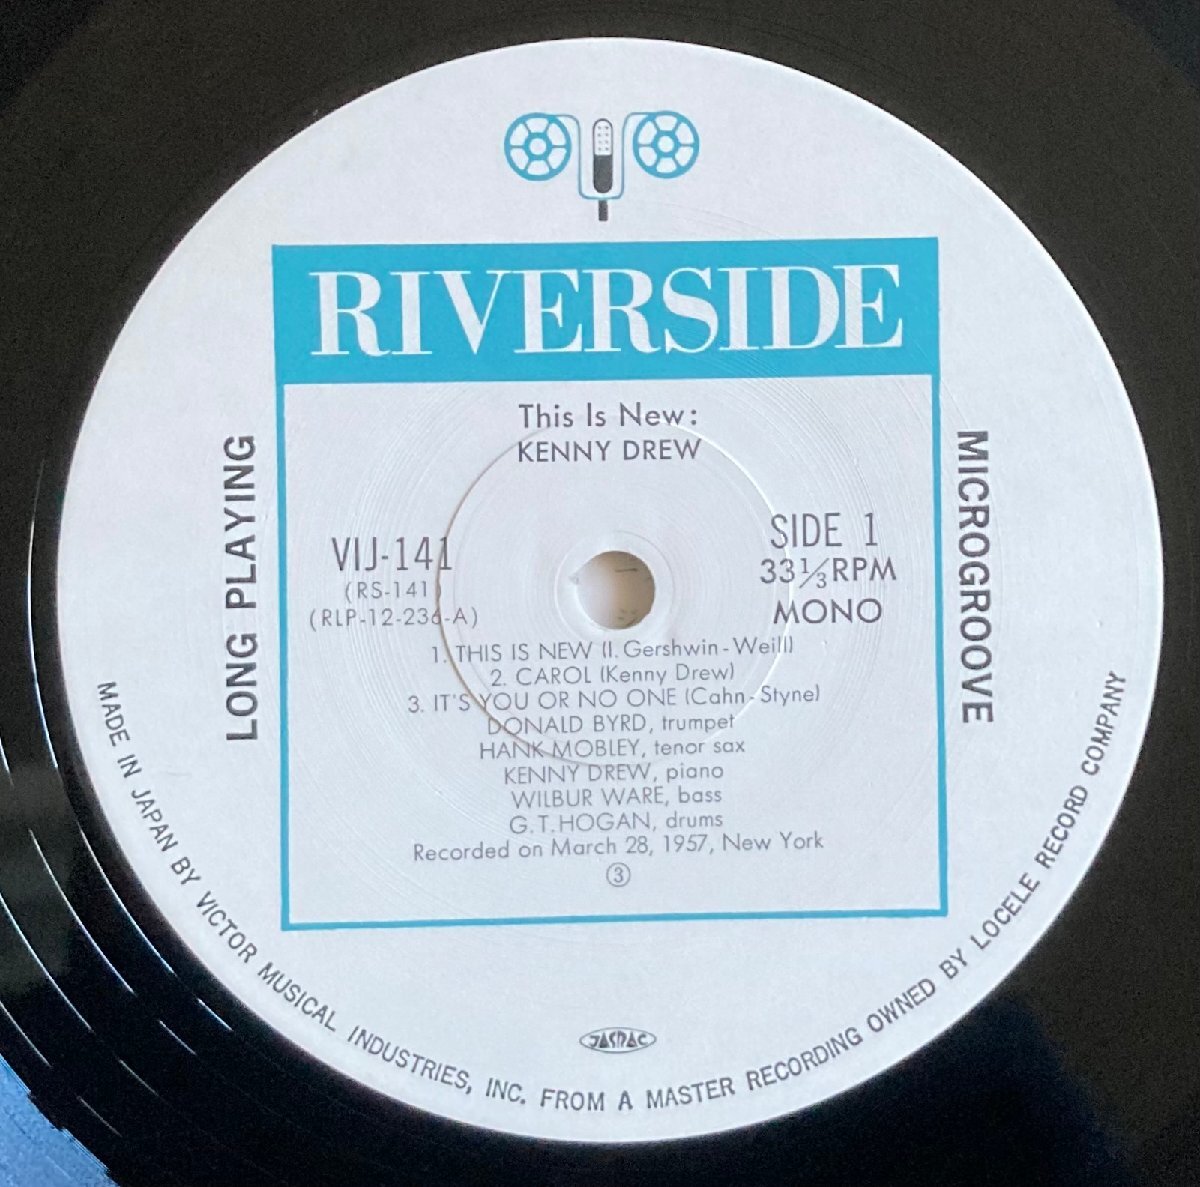 RIVERSIDE
This Is New:
KENNY DREW
LONG PLAYING
VIJ-141
(RS-141)
(RLP-12-236-A)
SIDE 1
33⅓RPM
MONO
MICROGROOVE
1. THIS IS NEW (I. Gershwin-Weill)
2. CAROL (Kenny Drew)
3. IT'S YOU OR NO ONE (Cahn-Styne)
DONALD BYRD, trumpet
HANK MOBLEY, tenor sax
KENNY DREW, piano
WILBUR WARE, bass
G.T.HOGAN, drums
Recorded on March 28, 1957, New York
③
JASRAC
MADE IN JAPAN BY VICTOR MUSICAL INDUSTRIES, INC. FROM A MASTER RECORDING OWNED BY LOCELE RECORD COMPANY